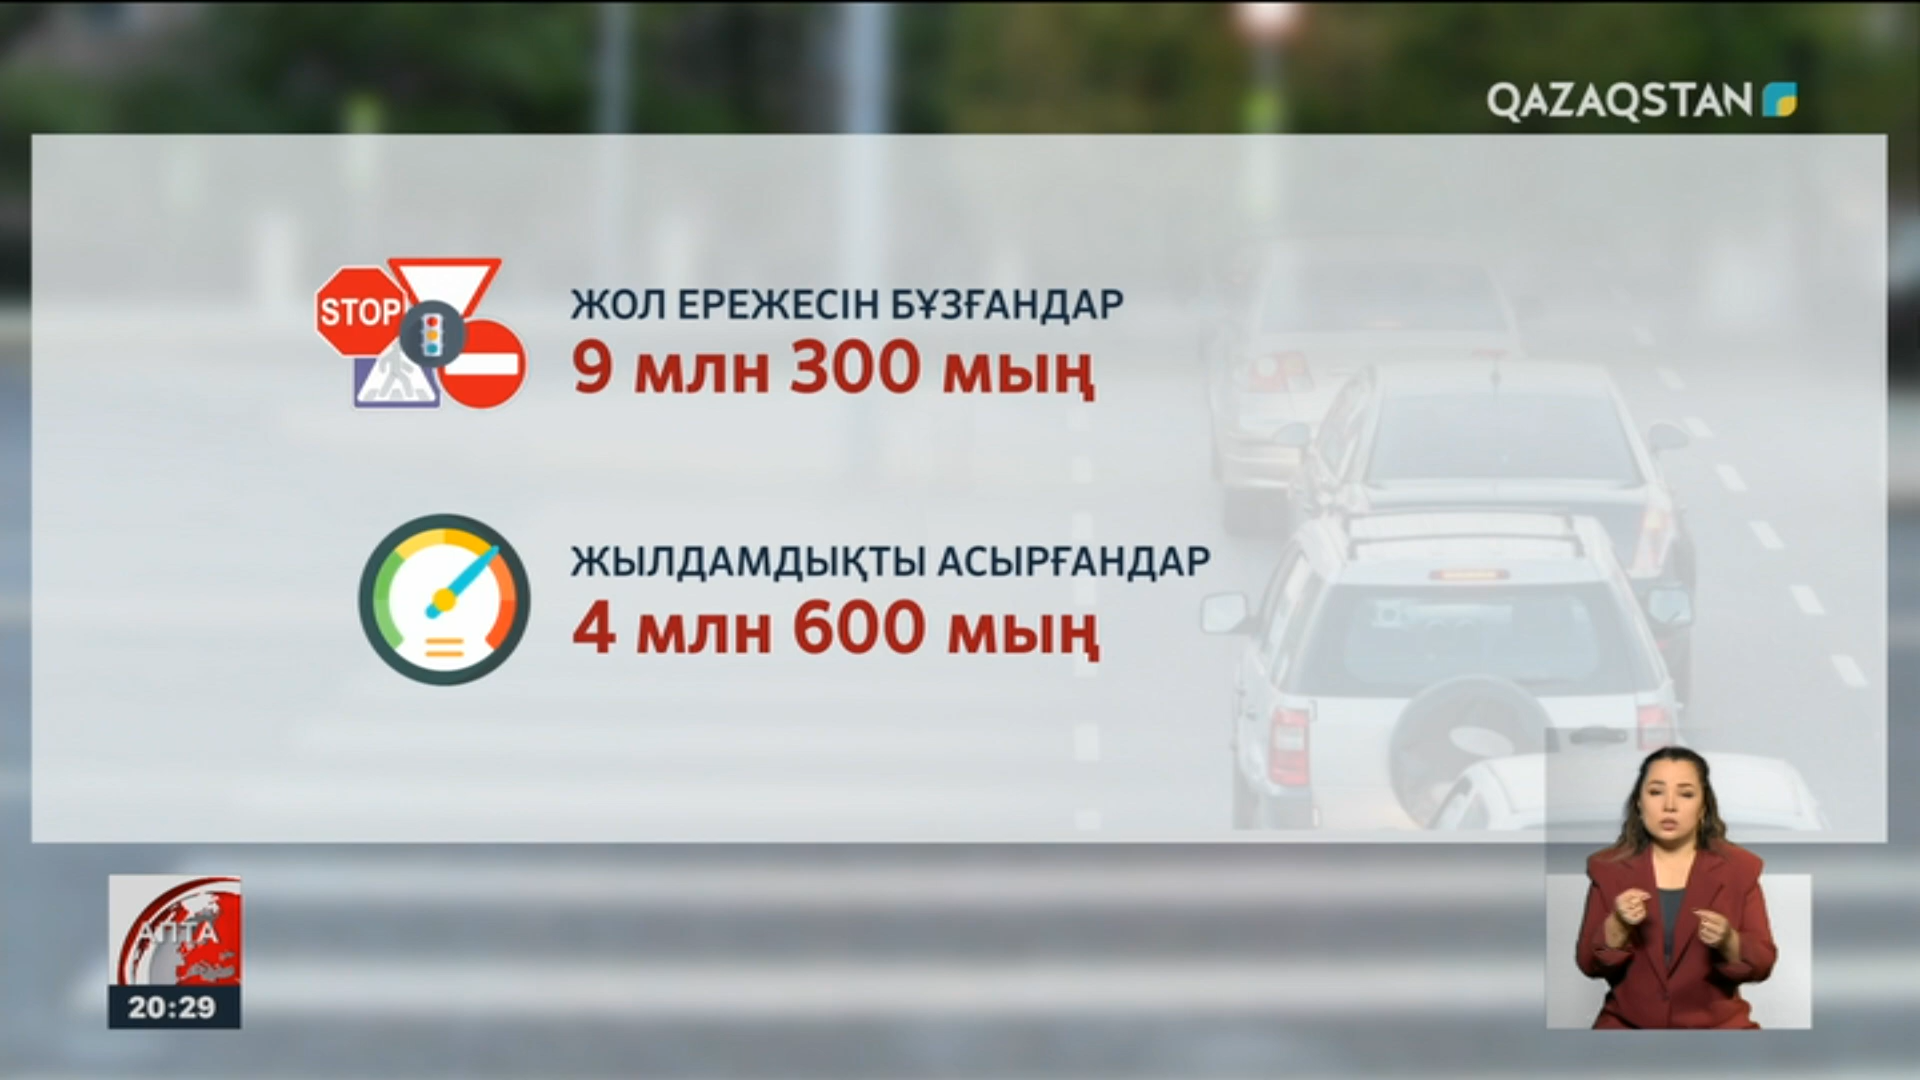 QAZAQSTAN
STOP
ЖОЛ ЕРЕЖЕСІН БҰЗҒАНДАР
9 млн 300 мың
ЖЫЛДАМДЫҚТЫ АСЫРҒАНДАР
4 млн 600 мың
АПТА
20:29